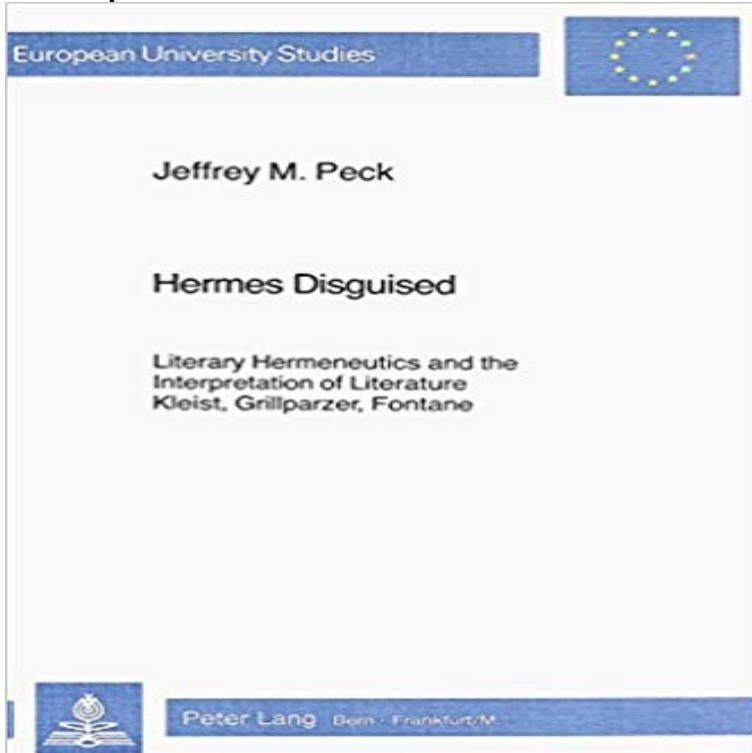 European University Studies
Jeffrey M. Peck
Hermes Disguised
Literary Hermeneutics and the
Interpretation of Literature
Kleist, Grillparzer, Fontane
Peter Lang Bern · Frankfurt/M.